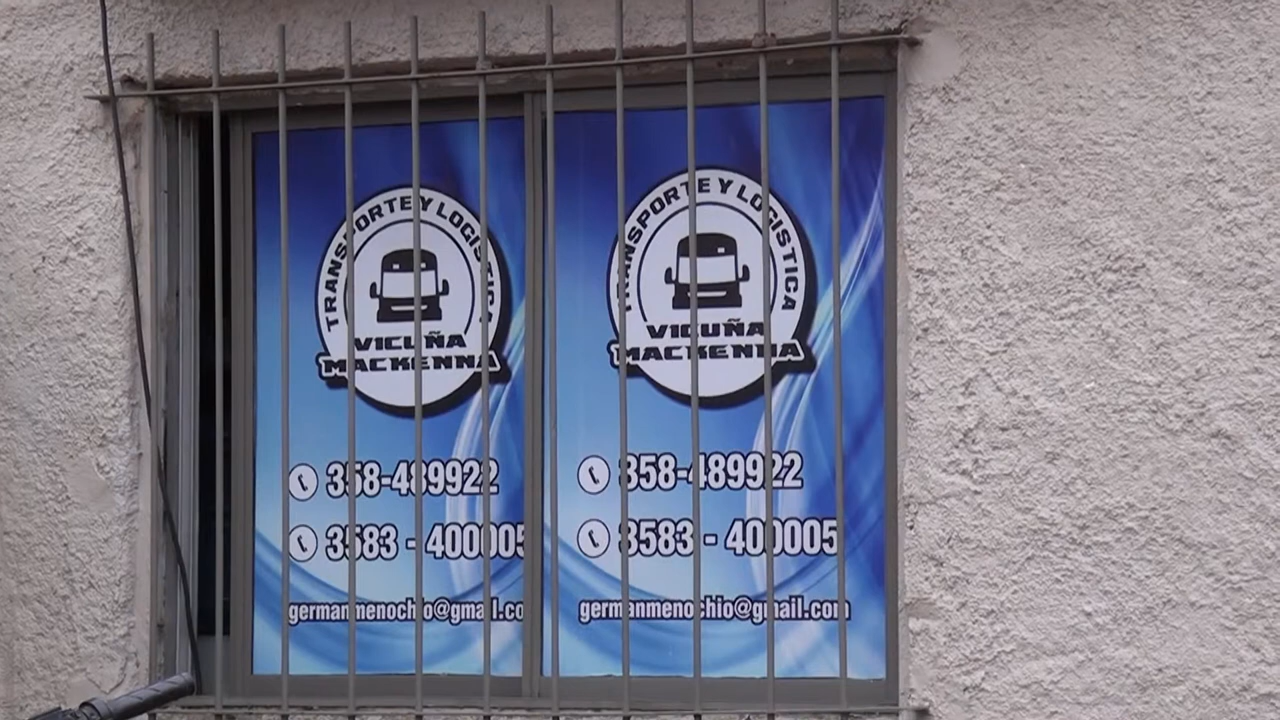 TRANSPORTE Y LOGISTICA
VICUÑA
MACKENNA
358-489922
3583 - 400005
germanmenochio@gmail.co
TRANSPORTE Y LOGISTICA
VICUÑA
MACKENNA
358-489922
3583 - 400005
germanmenochio@gmail.com